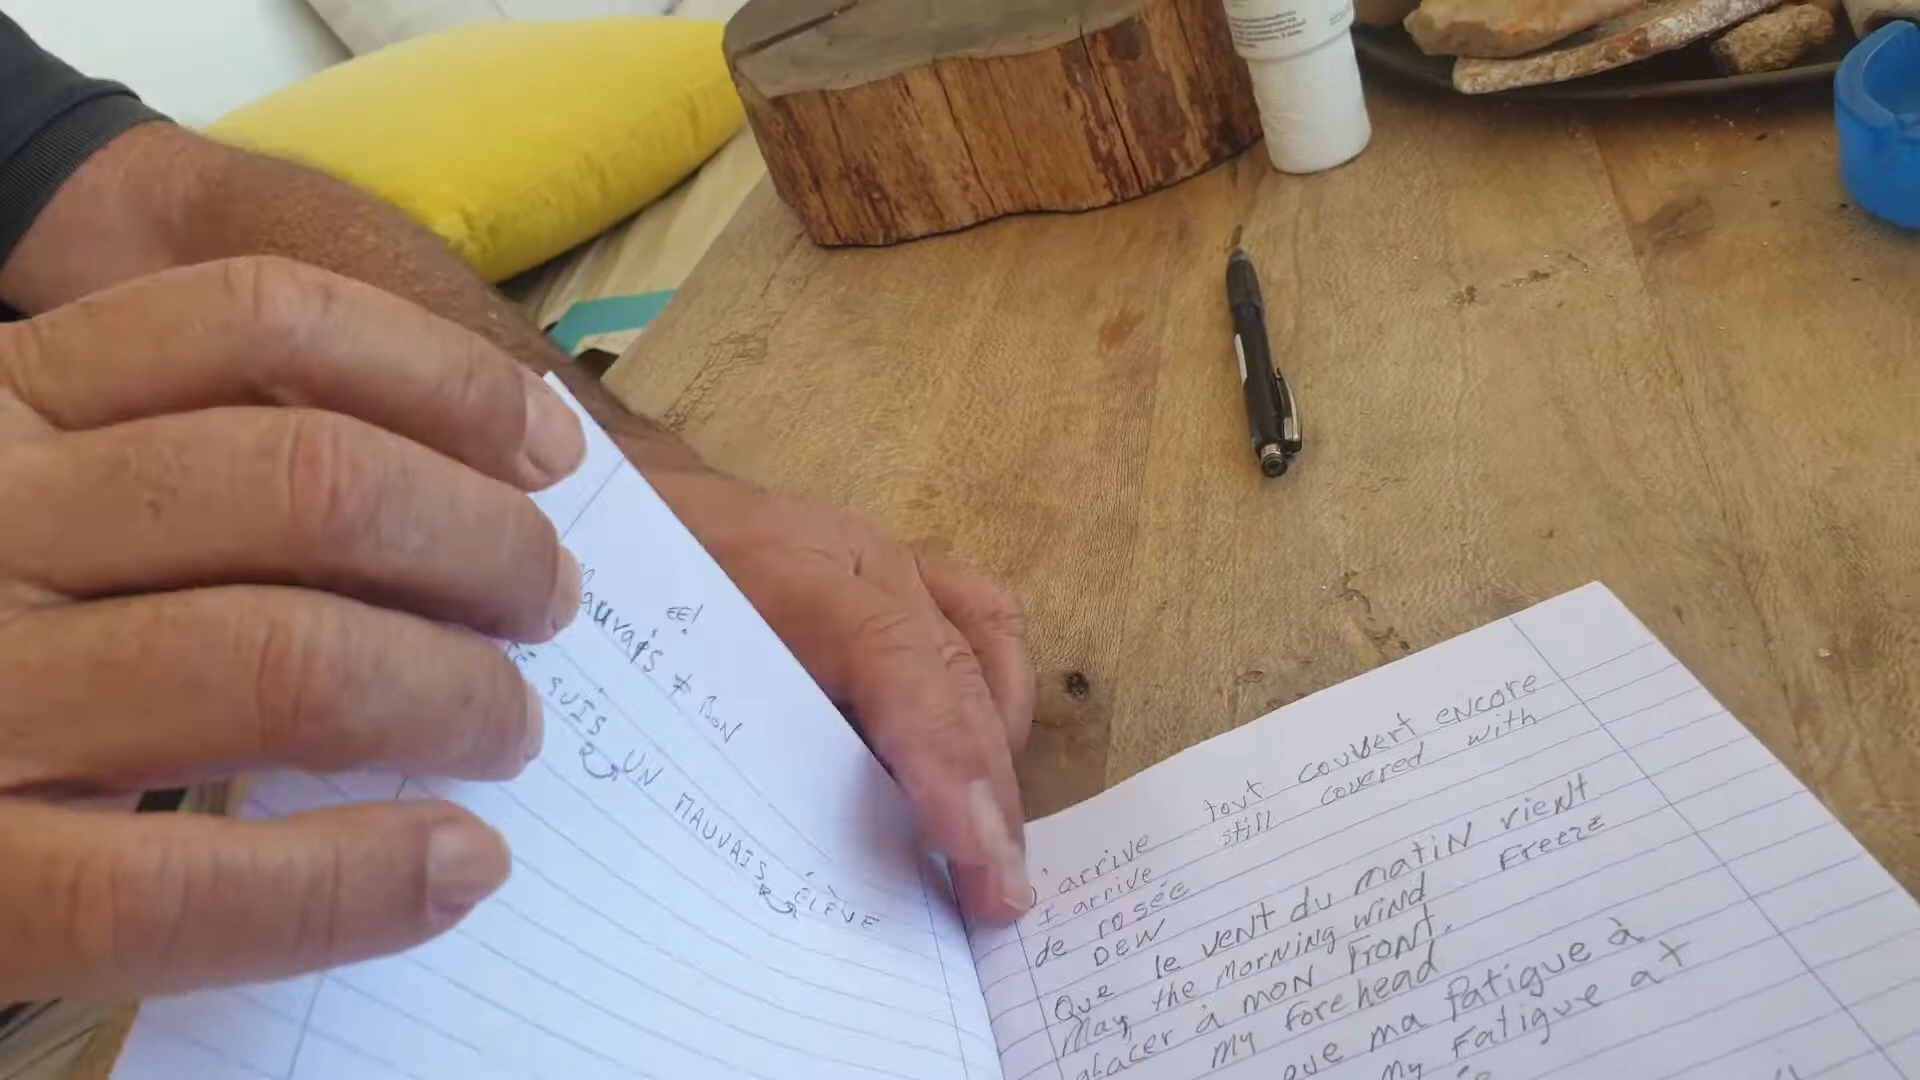 EE!
Mauvais ≠ BON
SUIS UN MAUVAIS ÉLÈVE
2
J'arrive tout couvert encore
I arrive still covered with
de rosée
DEW
Que le vent du matin vient
May the morning wind Freeze
glacer à mon front.
my forehead
que ma fatigue à
My Fatigue at